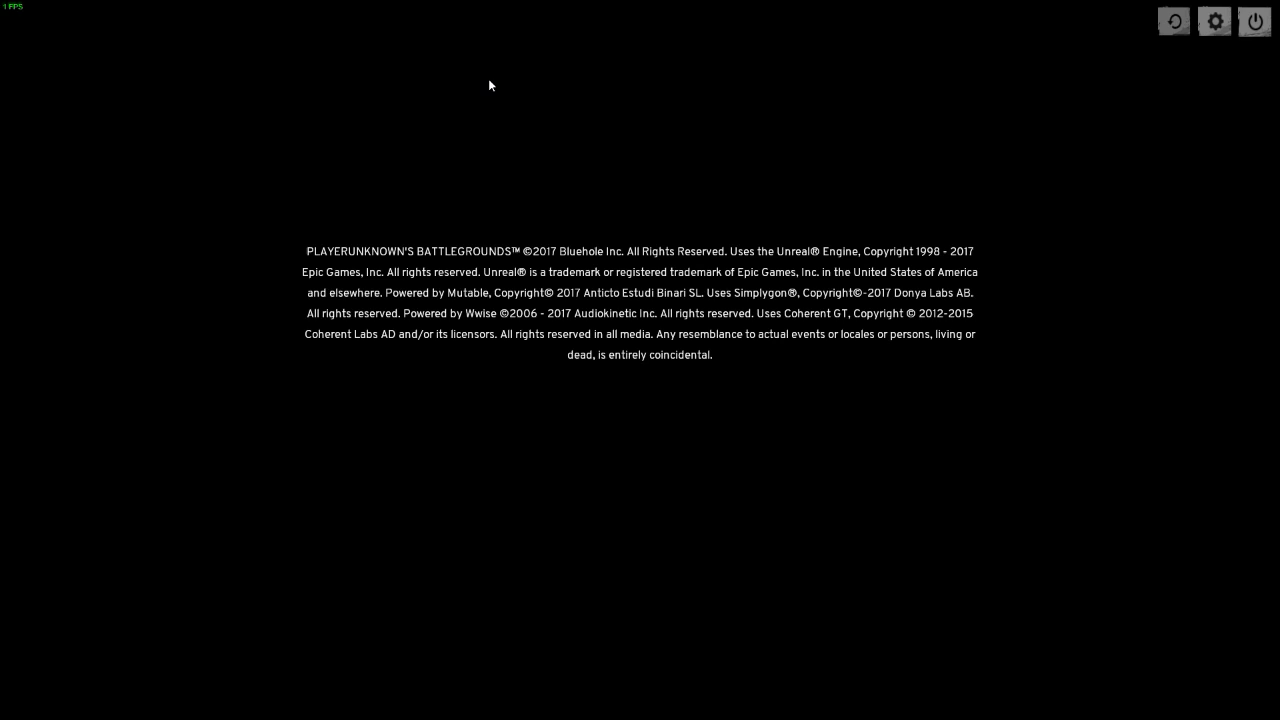 1 FPS
PLAYERUNKNOWN'S BATTLEGROUNDS™ ©2017 Bluehole Inc. All Rights Reserved. Uses the Unreal® Engine, Copyright 1998 - 2017
Epic Games, Inc. All rights reserved. Unreal® is a trademark or registered trademark of Epic Games, Inc. in the United States of America
and elsewhere. Powered by Mutable, Copyright© 2017 Anticto Estudi Binari SL. Uses Simplygon®, Copyright©-2017 Donya Labs AB.
All rights reserved. Powered by Wwise ©2006 - 2017 Audiokinetic Inc. All rights reserved. Uses Coherent GT, Copyright © 2012-2015
Coherent Labs AD and/or its licensors. All rights reserved in all media. Any resemblance to actual events or locales or persons, living or
dead, is entirely coincidental.